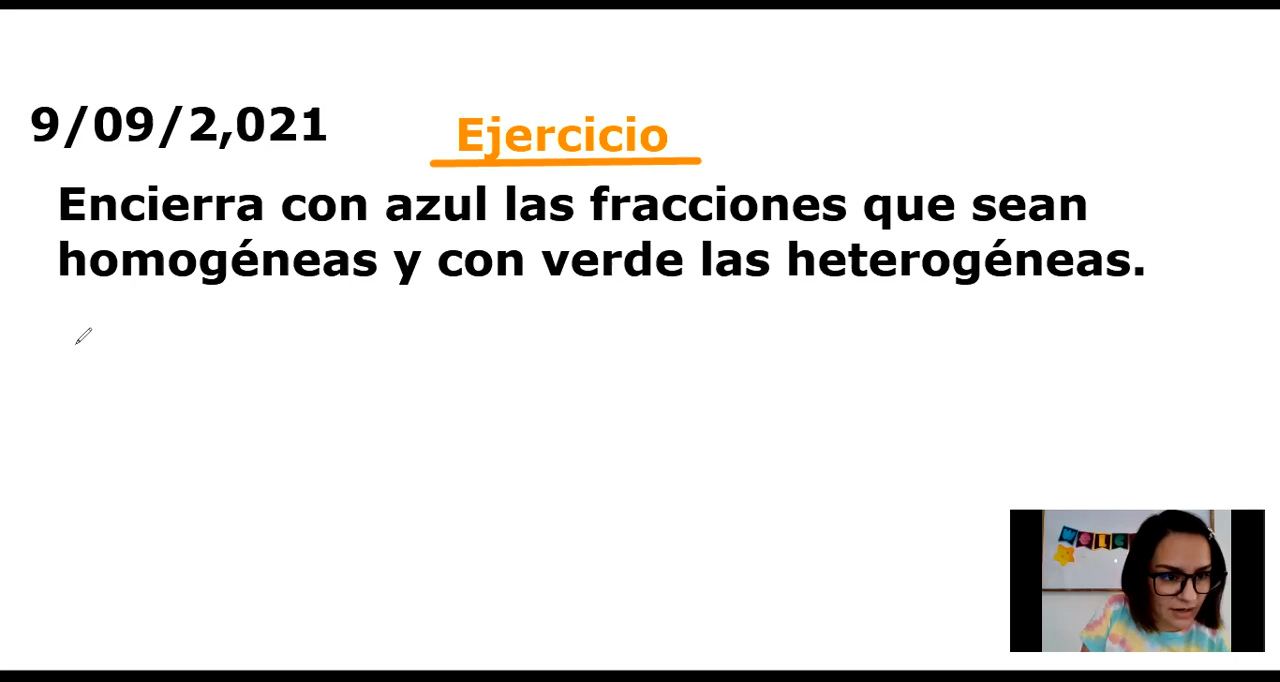 9/09/2,021
Ejercicio
Encierra con azul las fracciones que sean
homogéneas y con verde las heterogéneas.